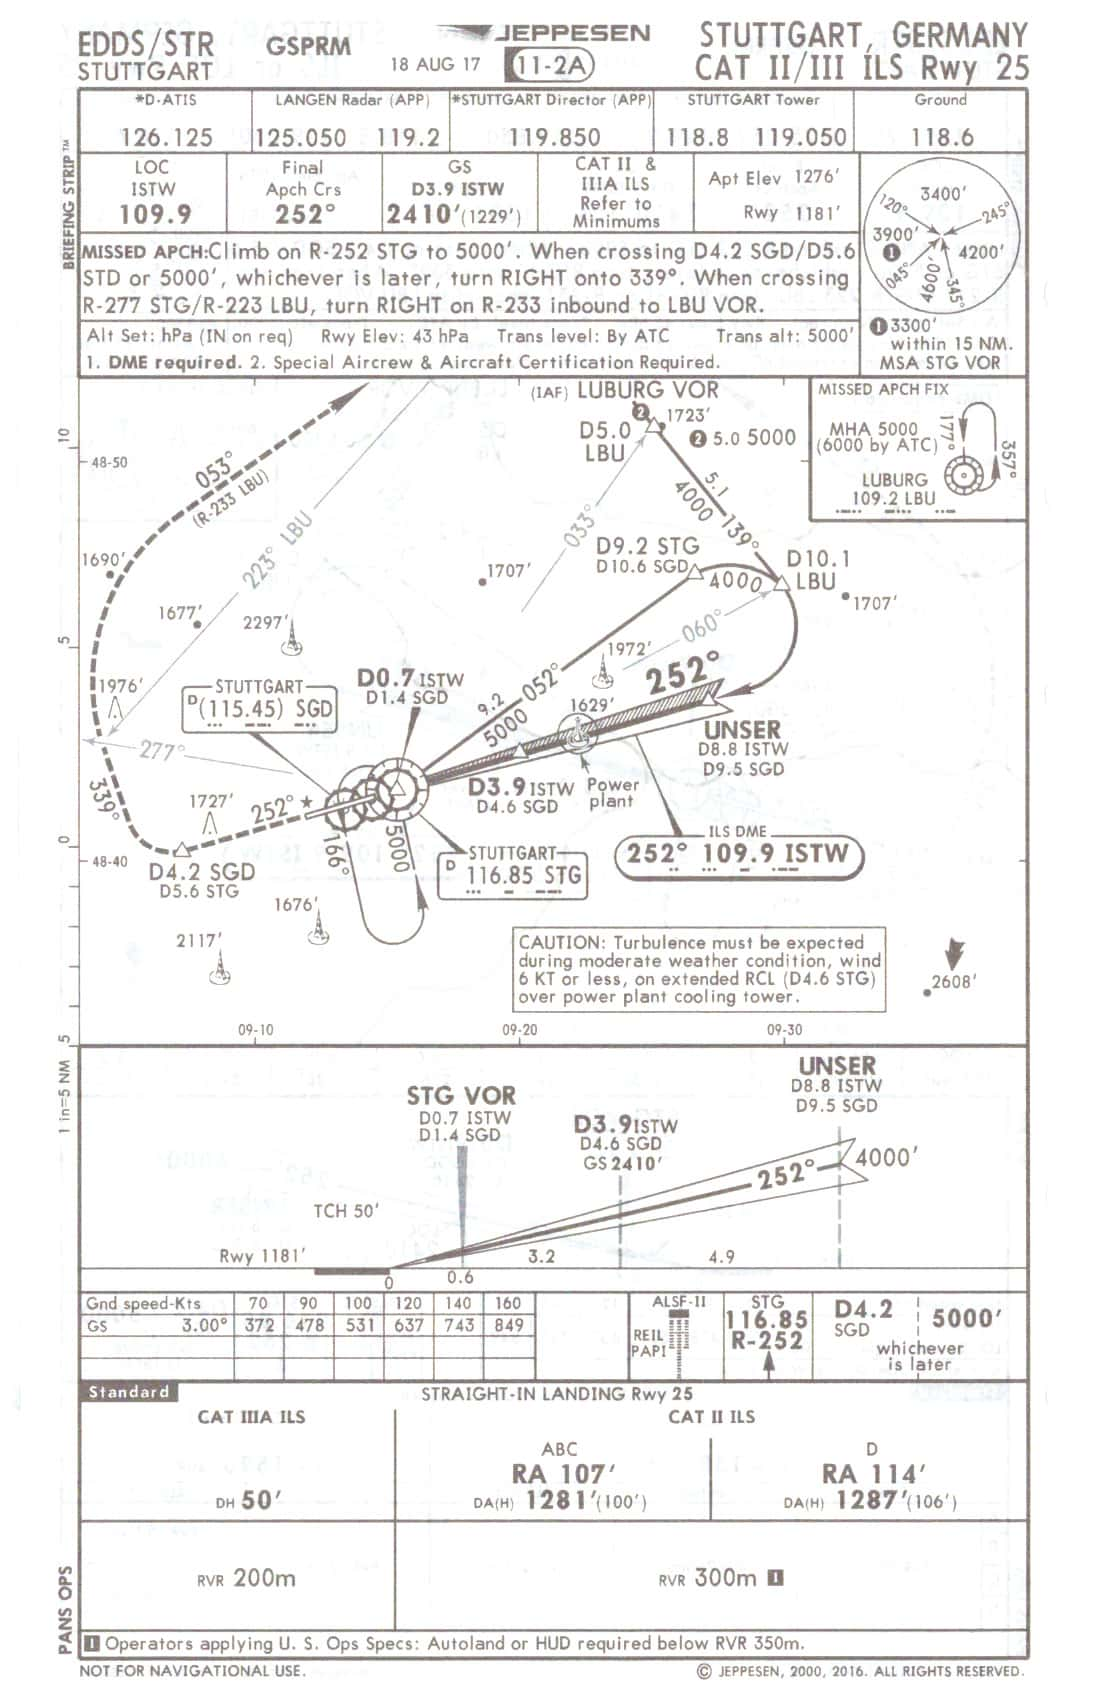 EDDS/STR
STUTTGART
GSPRM
JEPPESEN
18 AUG 17 11-2A
STUTTGART, GERMANY
CAT II/III ILS Rwy 25
BRIEFING STRIP™
*D-ATIS
126.125
LANGEN Radar (APP)
125.050 119.2
*STUTTGART Director (APP)
119.850
STUTTGART Tower
118.8 119.050
Ground
118.6
LOC
ISTW
109.9
Final
Apch Crs
252°
GS
D3.9 ISTW
2410′(1229′)
CAT II &
IIIA ILS
Refer to
Minimums
Apt Elev 1276′
Rwy 1181′
MISSED APCH:Climb on R-252 STG to 5000′. When crossing D4.2 SGD/D5.6
STD or 5000′, whichever is later, turn RIGHT onto 339°. When crossing
R-277 STG/R-223 LBU, turn RIGHT on R-233 inbound to LBU VOR.
Alt Set: hPa (IN on req) Rwy Elev: 43 hPa Trans level: By ATC Trans alt: 5000′
1. DME required. 2. Special Aircrew & Aircraft Certification Required.
3400′
120°
245°
3900′
1
4200′
045°
4600′
345°
1 3300′
within 15 NM.
MSA STG VOR
(IAF) LUBURG VOR
2 1723′
D5.0
LBU
2 5.0 5000
MISSED APCH FIX
MHA 5000
(6000 by ATC)
177°
357°
LUBURG
109.2 LBU
10
48-50
053°
(R-233 LBU)
223° LBU
033°
5.1
4000
139°
D9.2 STG
D10.6 SGD
4000
D10.1
LBU
1690′
1707′
1707′
1677′
2297′
5
060°
1972′
052°
9.2
5000
252°
1976′
STUTTGART
D(115.45) SGD
D0.7 ISTW
D1.4 SGD
1629′
UNSER
D8.8 ISTW
D9.5 SGD
277°
339°
1727′
252°
D3.9 ISTW
D4.6 SGD
Power
plant
166°
5000
0
48-40
D4.2 SGD
D5.6 STG
STUTTGART
D 116.85 STG
ILS DME
252° 109.9 ISTW
1676′
2117′
CAUTION: Turbulence must be expected
during moderate weather condition, wind
6 KT or less, on extended RCL (D4.6 STG)
over power plant cooling tower.
2608′
5
09-10
09-20
09-30
1 in=5 NM
STG VOR
D0.7 ISTW
D1.4 SGD
D3.9ISTW
D4.6 SGD
GS 2410′
UNSER
D8.8 ISTW
D9.5 SGD
252°
4000′
TCH 50′
Rwy 1181′
0
0.6
3.2
4.9
Gnd speed-Kts 70 90 100 120 140 160
GS 3.00° 372 478 531 637 743 849
ALSF-II
REIL
PAPI
STG
116.85
R-252
D4.2
SGD
5000′
whichever
is later
Standard
STRAIGHT-IN LANDING Rwy 25
CAT IIIA ILS
CAT II ILS
DH 50′
ABC
RA 107′
DA(H) 1281′(100′)
D
RA 114′
DA(H) 1287′(106′)
RVR 200m
RVR 300m 1
PANS OPS
1 Operators applying U. S. Ops Specs: Autoland or HUD required below RVR 350m.
NOT FOR NAVIGATIONAL USE.
© JEPPESEN, 2000, 2016. ALL RIGHTS RESERVED.